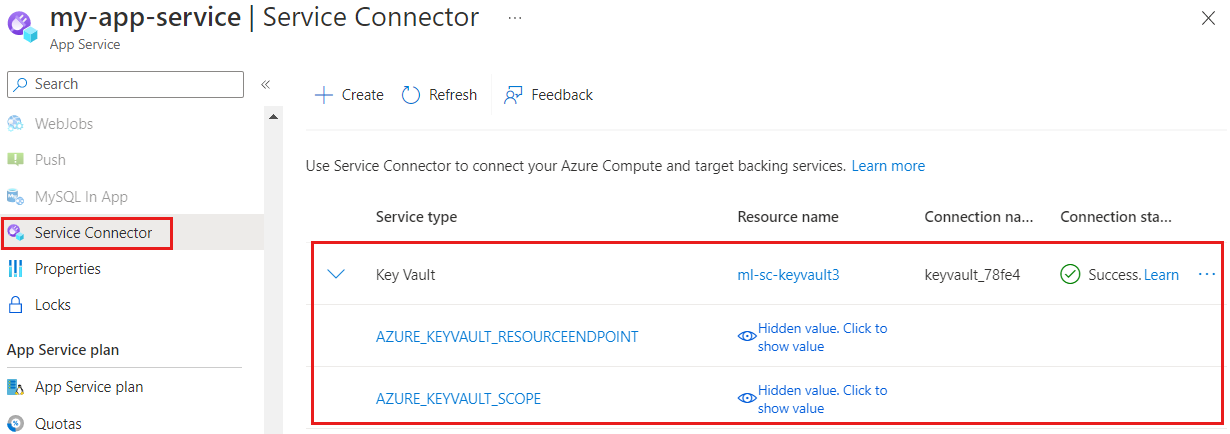 my-app-service | Service Connector ...
App Service
Search
«
WebJobs
Push
MySQL In App
Service Connector
Properties
Locks
App Service plan
App Service plan
Quotas
Create Refresh Feedback
Use Service Connector to connect your Azure Compute and target backing services. Learn more
Service type Resource name Connection na... Connection sta...
Key Vault ml-sc-keyvault3 keyvault_78fe4 Success. Learn ...
AZURE_KEYVAULT_RESOURCEENDPOINT Hidden value. Click to
show value
AZURE_KEYVAULT_SCOPE Hidden value. Click to
show value